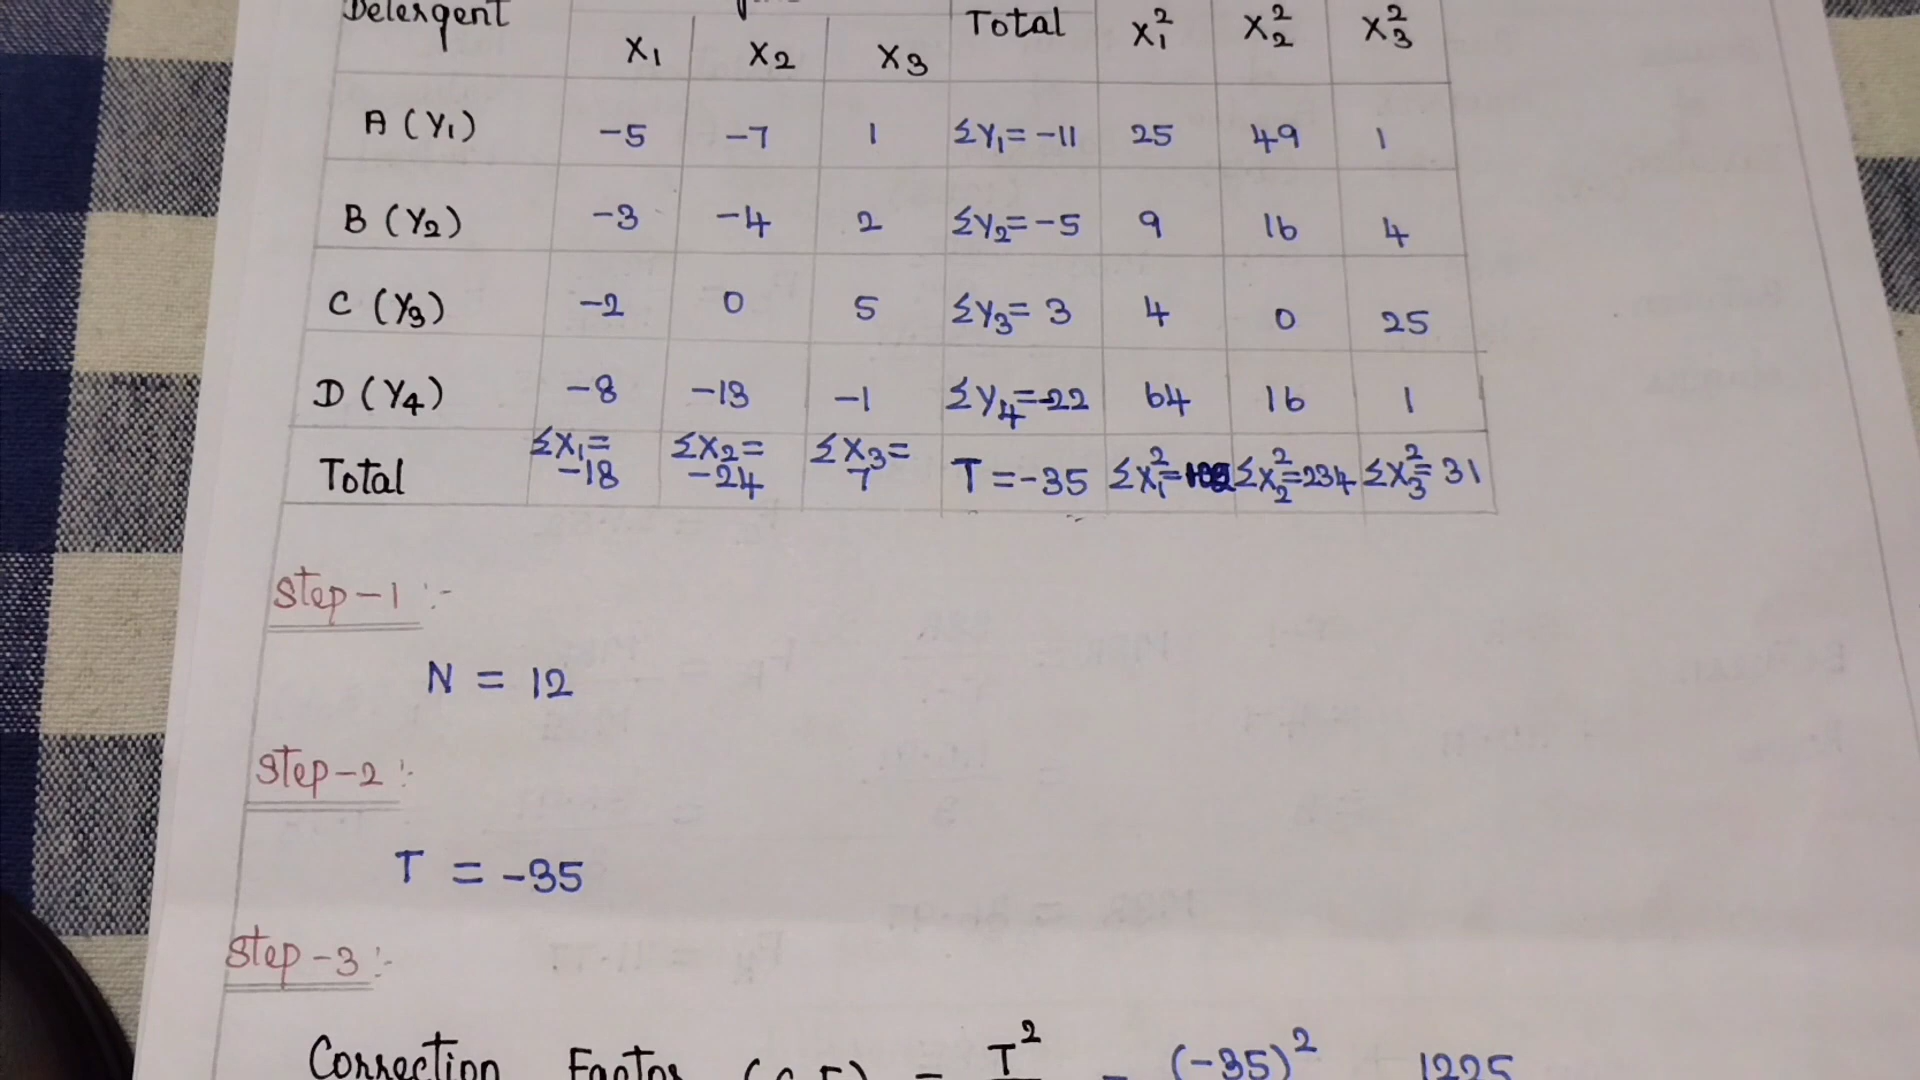 Detergent Total X₁² X₂² X₃²
X₁ X₂ X₃
A (Y₁) -5 -7 1 ΣY₁= -11 25 49 1
B (Y₂) -3 -4 2 ΣY₂= -5 9 16 4
C (Y₃) -2 0 5 ΣY₃= 3 4 0 25
D (Y₄) -8 -13 -1 ΣY₄=-22 64 16 1
Total ΣX₁= -18 ΣX₂= -24 ΣX₃= 7 T = -35 ΣX₁²= ΣX₂²=234 ΣX₃²= 31
Step-1 :-
N = 12
Step-2 :-
T = -35
Step-3 :-
Correction Factor (C.F) = T² = (-35)² 1225